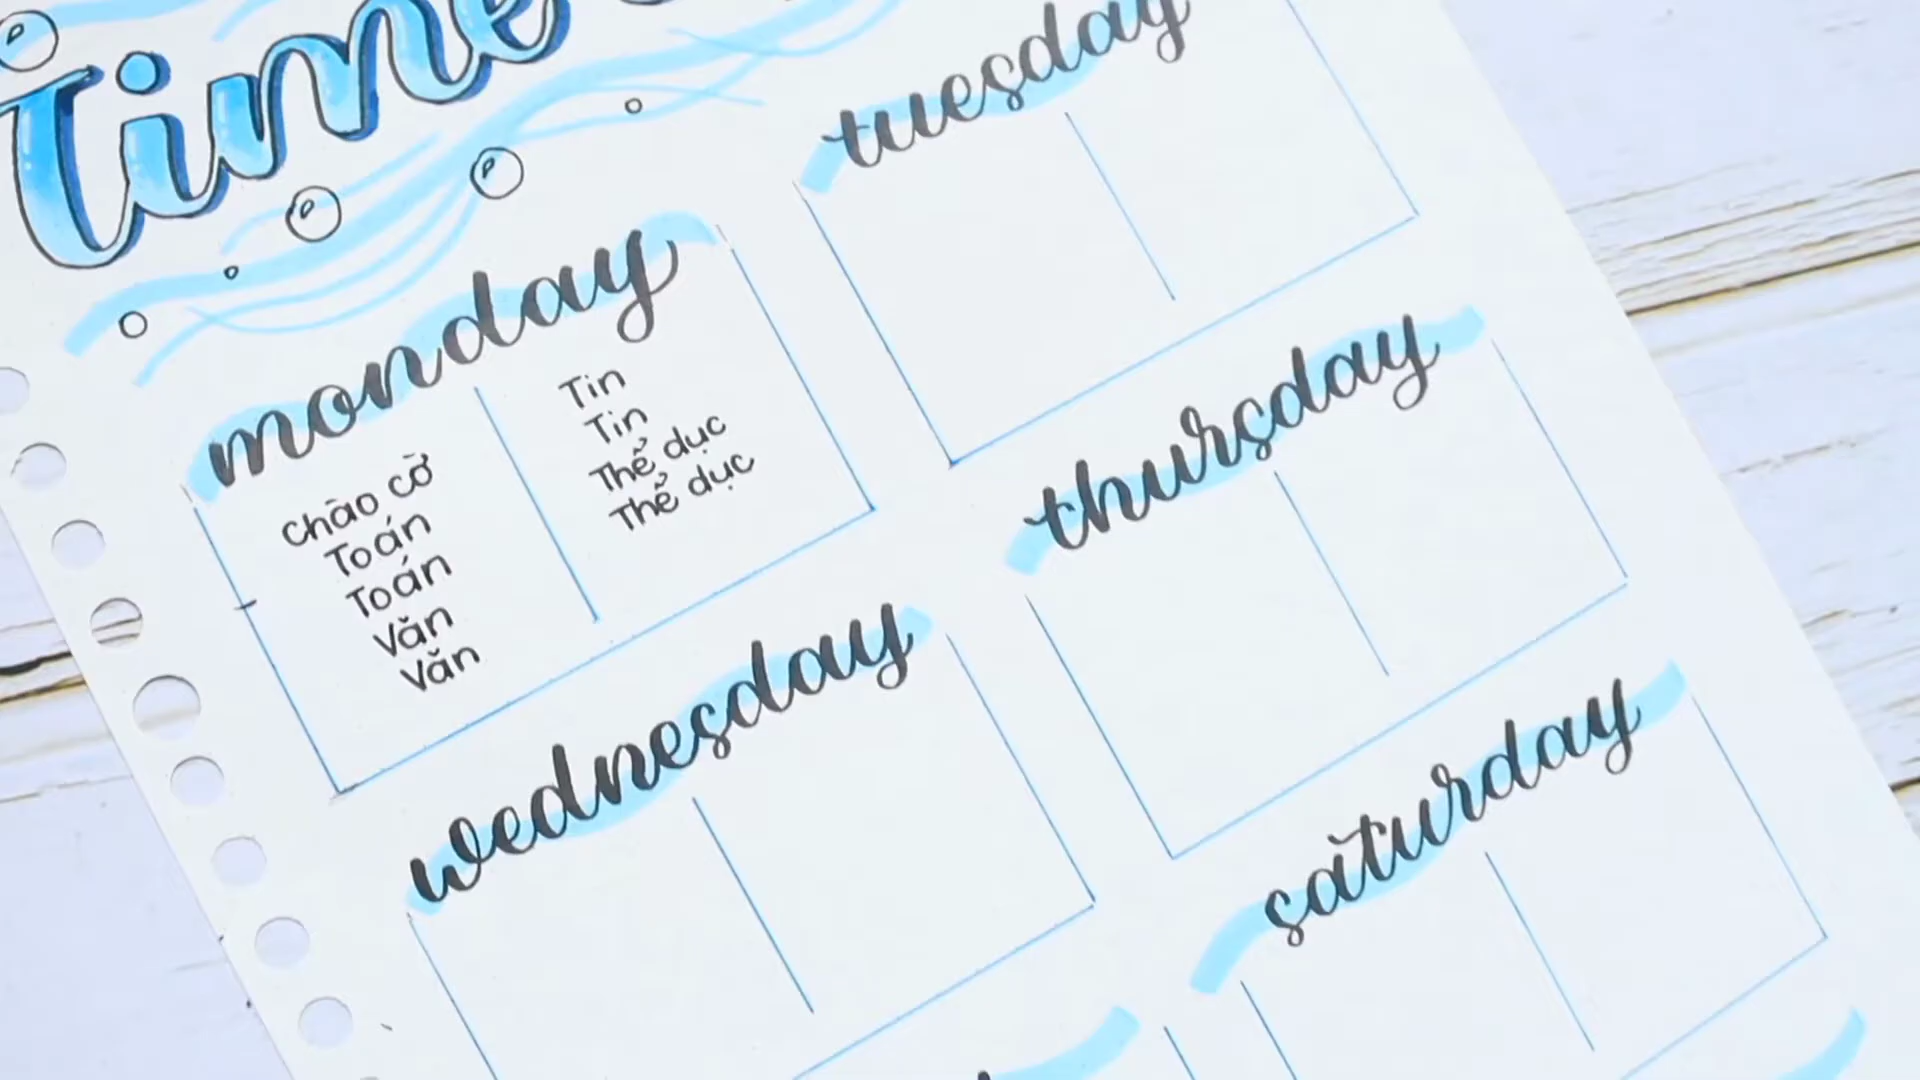 Time
tuesday
monday
Chào cờ
Toán
Toán
Văn
Văn
Tin
Tin
Thể dục
Thể dục
thursday
wednesday
saturday